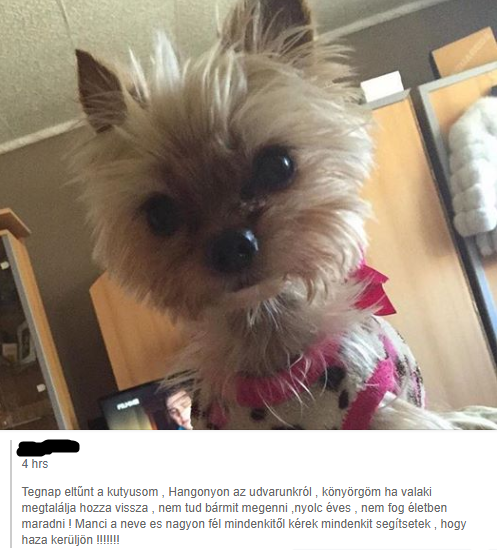 4 hrs
Tegnap eltűnt a kutyusom , Hangonyon az udvarunkról , könyörgöm ha valaki
megtalálja hozza vissza , nem tud bármit megenni ,nyolc éves , nem fog életben
maradni ! Manci a neve es nagyon fél mindenkitől kérek mindenkit segítsetek , hogy
haza kerüljön !!!!!!!